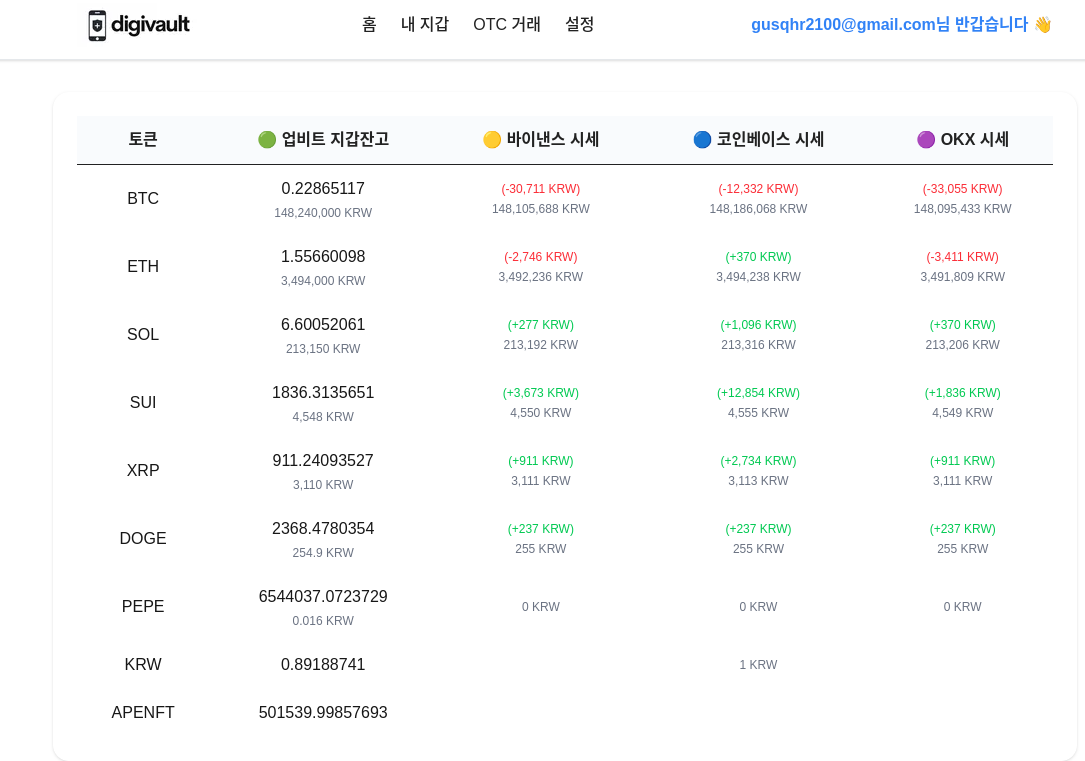 digivault
홈 내 지갑 OTC 거래 설정
gusqhr2100@gmail.com님 반갑습니다 👋
토큰 🟢 업비트 지갑잔고 🟡 바이낸스 시세 🔵 코인베이스 시세 🟣 OKX 시세
BTC
0.22865117
148,240,000 KRW
(-30,711 KRW)
148,105,688 KRW
(-12,332 KRW)
148,186,068 KRW
(-33,055 KRW)
148,095,433 KRW
ETH
1.55660098
3,494,000 KRW
(-2,746 KRW)
3,492,236 KRW
(+370 KRW)
3,494,238 KRW
(-3,411 KRW)
3,491,809 KRW
SOL
6.60052061
213,150 KRW
(+277 KRW)
213,192 KRW
(+1,096 KRW)
213,316 KRW
(+370 KRW)
213,206 KRW
SUI
1836.3135651
4,548 KRW
(+3,673 KRW)
4,550 KRW
(+12,854 KRW)
4,555 KRW
(+1,836 KRW)
4,549 KRW
XRP
911.24093527
3,110 KRW
(+911 KRW)
3,111 KRW
(+2,734 KRW)
3,113 KRW
(+911 KRW)
3,111 KRW
DOGE
2368.4780354
254.9 KRW
(+237 KRW)
255 KRW
(+237 KRW)
255 KRW
(+237 KRW)
255 KRW
PEPE
6544037.0723729
0.016 KRW
0 KRW
0 KRW
0 KRW
KRW
0.89188741
1 KRW
APENFT
501539.99857693